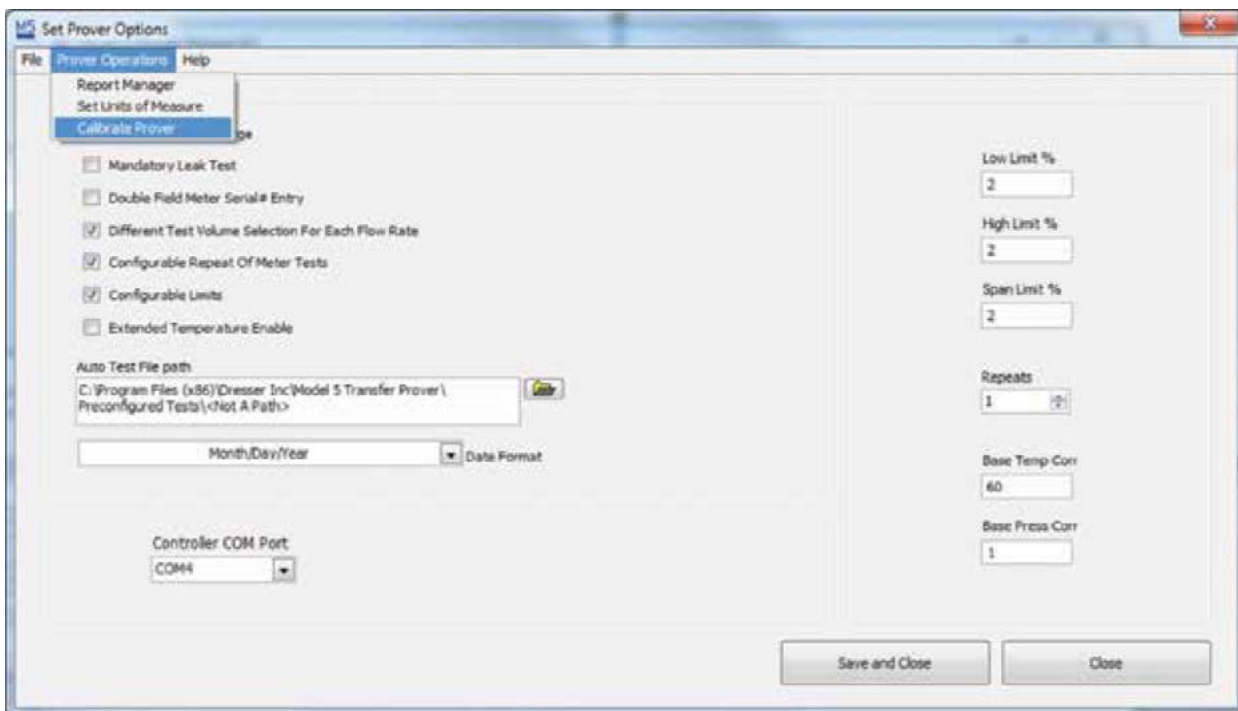 M5 Set Prover Options
File Prover Operations Help
Report Manager
Set Units of Measure
Calibrate Prover
Mandatory Leak Test
Double Field Meter Serial# Entry
Different Test Volume Selection For Each Flow Rate
Configurable Repeat Of Meter Tests
Configurable Limits
Extended Temperature Enable
Auto Test File path
C:\Program Files (x86)\Dresser Inc\Model 5 Transfer Prover\
Preconfigured Tests\<Not A Path>
Month/Day/Year
Date Format
Controller COM Port
COM4
Low Limit %
2
High Limit %
2
Span Limit %
2
Repeats
1
Base Temp Corr
60
Base Press Corr
1
Save and Close
Close